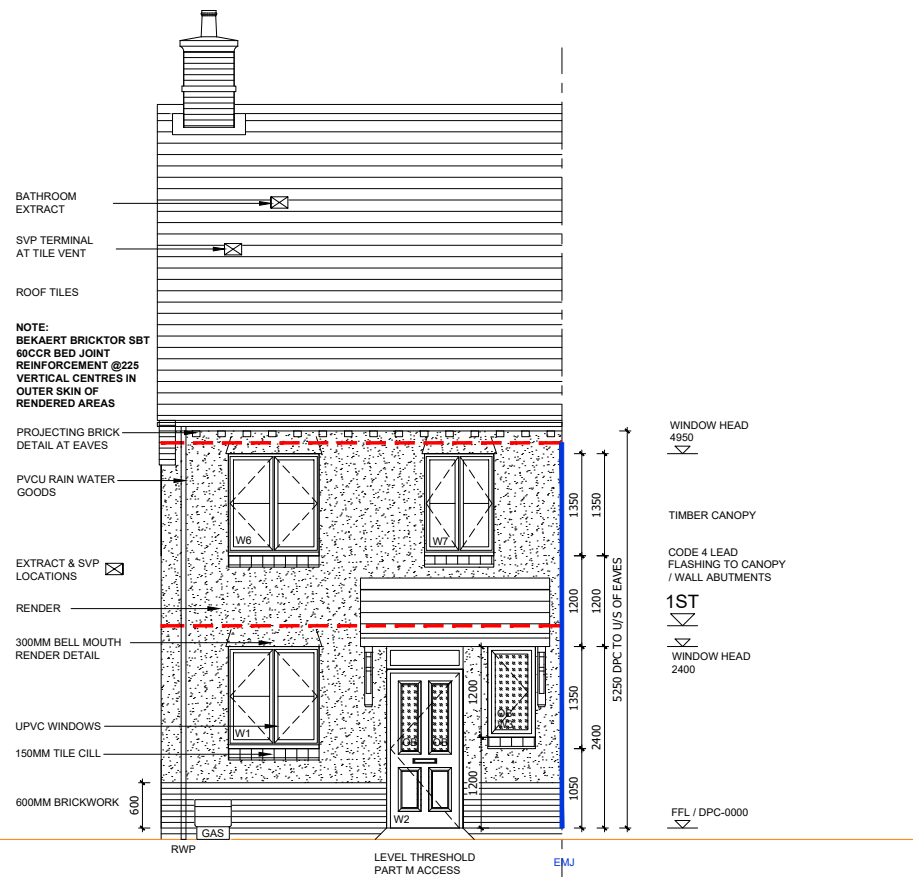 BATHROOM
EXTRACT
SVP TERMINAL
AT TILE VENT
ROOF TILES
NOTE:
BEKAERT BRICKTOR SBT
60CCR BED JOINT
REINFORCEMENT @225
VERTICAL CENTRES IN
OUTER SKIN OF
RENDERED AREAS
PROJECTING BRICK
DETAIL AT EAVES
PVCU RAIN WATER
GOODS
EXTRACT & SVP
LOCATIONS
RENDER
300MM BELL MOUTH
RENDER DETAIL
UPVC WINDOWS
150MM TILE CILL
600MM BRICKWORK
600
W6
W7
W1
W2
OB
OB
GAS
RWP
LEVEL THRESHOLD
PART M ACCESS
EMJ
1200
1200
1350
1200
1350
1050
1350
1200
2400
5250 DPC TO U/S OF EAVES
WINDOW HEAD
4950
TIMBER CANOPY
CODE 4 LEAD
FLASHING TO CANOPY
/ WALL ABUTMENTS
1ST
WINDOW HEAD
2400
FFL / DPC-0000